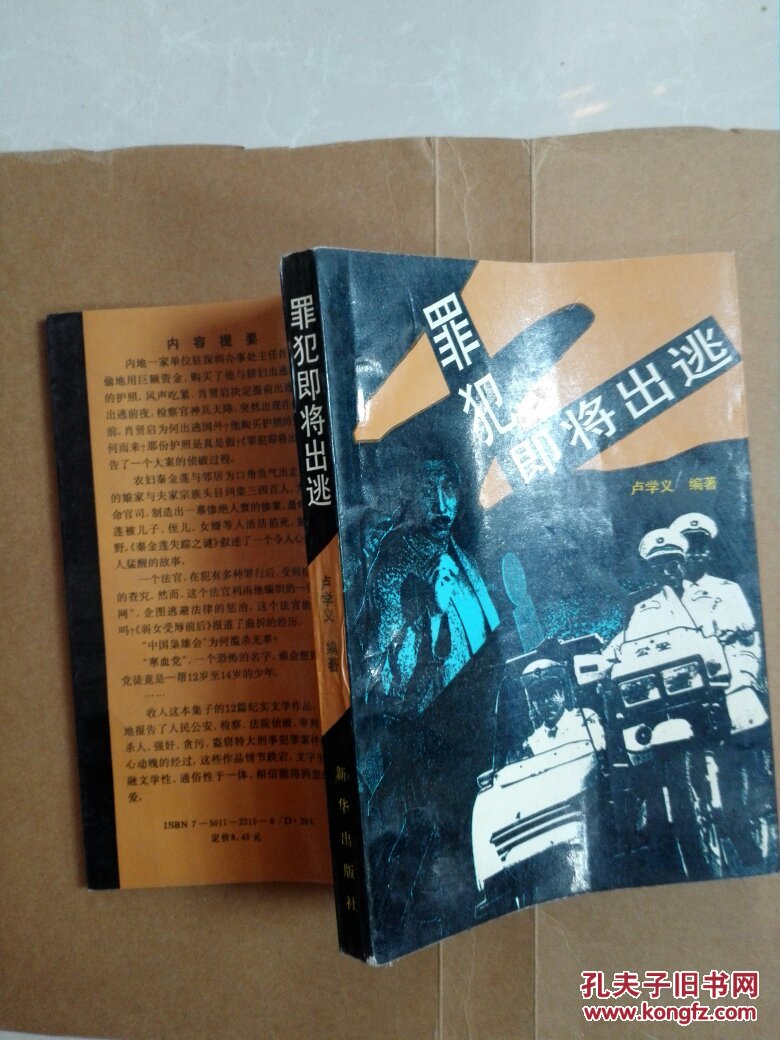 内容提要
内地一家单位驻深圳办事处主任肖
偷地用巨额资金，购买了他与姘妇出逃
的护照。风声吃紧，肖贤启决定提前出逃
出逃前夜，检察官神兵天降，突然出现在
前。肖贤启为何出逃国外？他购买护照的
何而来？那份护照是真是假？《罪犯即将出
告了一个大案的侦破过程。
农妇秦金莲与邻居为口角负气出走
的娘家与夫家宗族头目纠集三四百人，
命官司，制造出一幕惨绝人寰的惨案，最
莲被儿子，侄儿，女婿等人活活掐死，
野。《秦金莲失踪之谜》叙述了一个令人心
人猛醒的故事。
一个法官，在犯有多种罪行后，受到
的查究。然而，这个法官利用他编织的一
网”，企图逃避法律的惩治，这个法官能
吗？《弱女受辱前后》报道了曲折的经历。
“中国枭雄会”为何滥杀无辜？
“寒血党”，一个恐怖的名字，谁会想
党徒竟是一帮12岁至14岁的少年。
……
收入这本集子的12篇纪实文学作品，
地报告了人民公安、检察、法院侦破、审判
杀人，强奸，贪污，盗窃特大刑事犯罪案件
心动魄的经过，这些作品情节跌宕，文字生
融文学性，通俗性于一体，相信能得到您
爱。
ISBN 7-5011-2215-8/D·394
定价8.45元
罪犯即将出逃
卢学义 编著
新华出版社
罪犯即将出逃
卢学义 编著
公安
孔夫子旧书网
www.kongfz.com